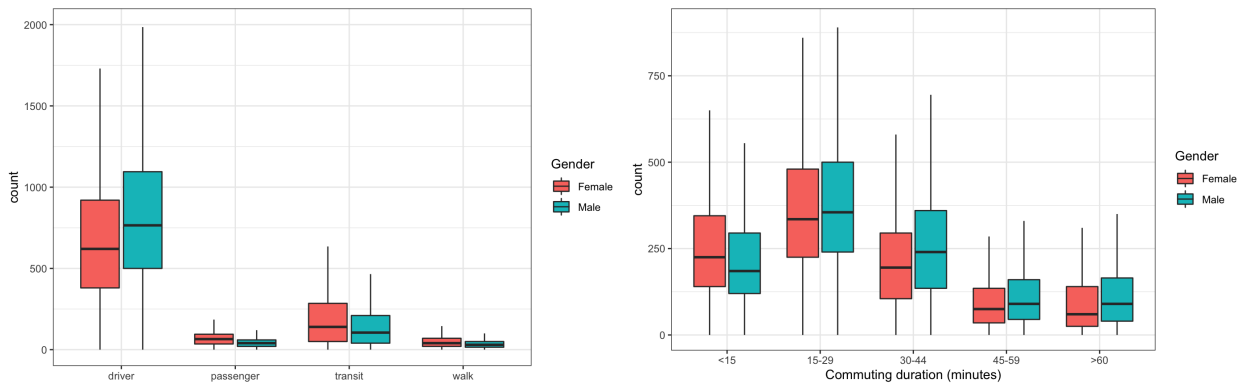 2000
1500
1000
500
0
count
driver passenger transit walk
Gender
Female
Male
750
500
250
0
count
<15 15-29 30-44 45-59 >60
Commuting duration (minutes)
Gender
Female
Male